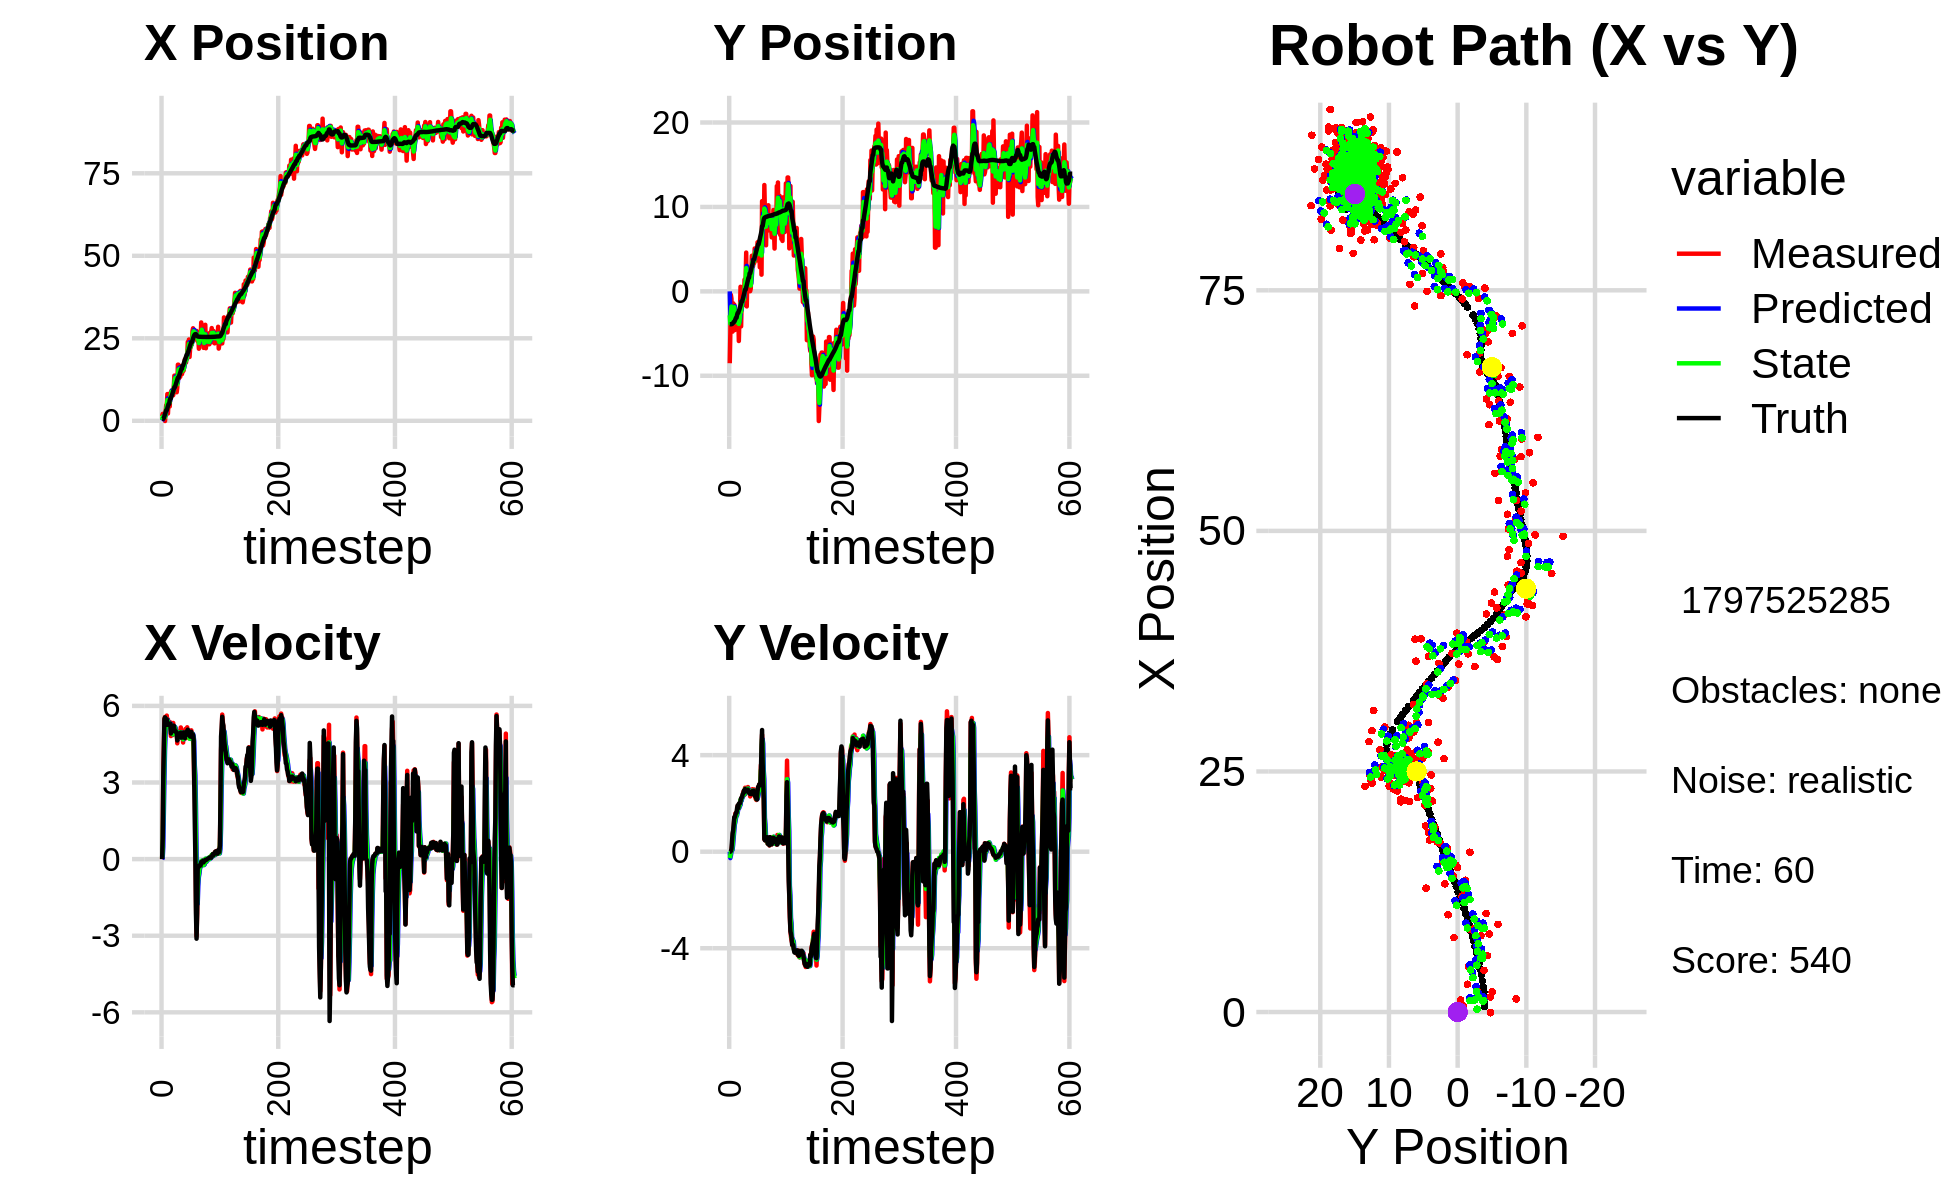 X Position
75
50
25
0
0
200
400
600
timestep
Y Position
20
10
0
-10
0
200
400
600
timestep
X Velocity
6
3
0
-3
-6
0
200
400
600
timestep
Y Velocity
4
0
-4
0
200
400
600
timestep
Robot Path (X vs Y)
X Position
75
50
25
0
20 10 0 -10 -20
Y Position
variable
Measured
Predicted
State
Truth
1797525285
Obstacles: none
Noise: realistic
Time: 60
Score: 540